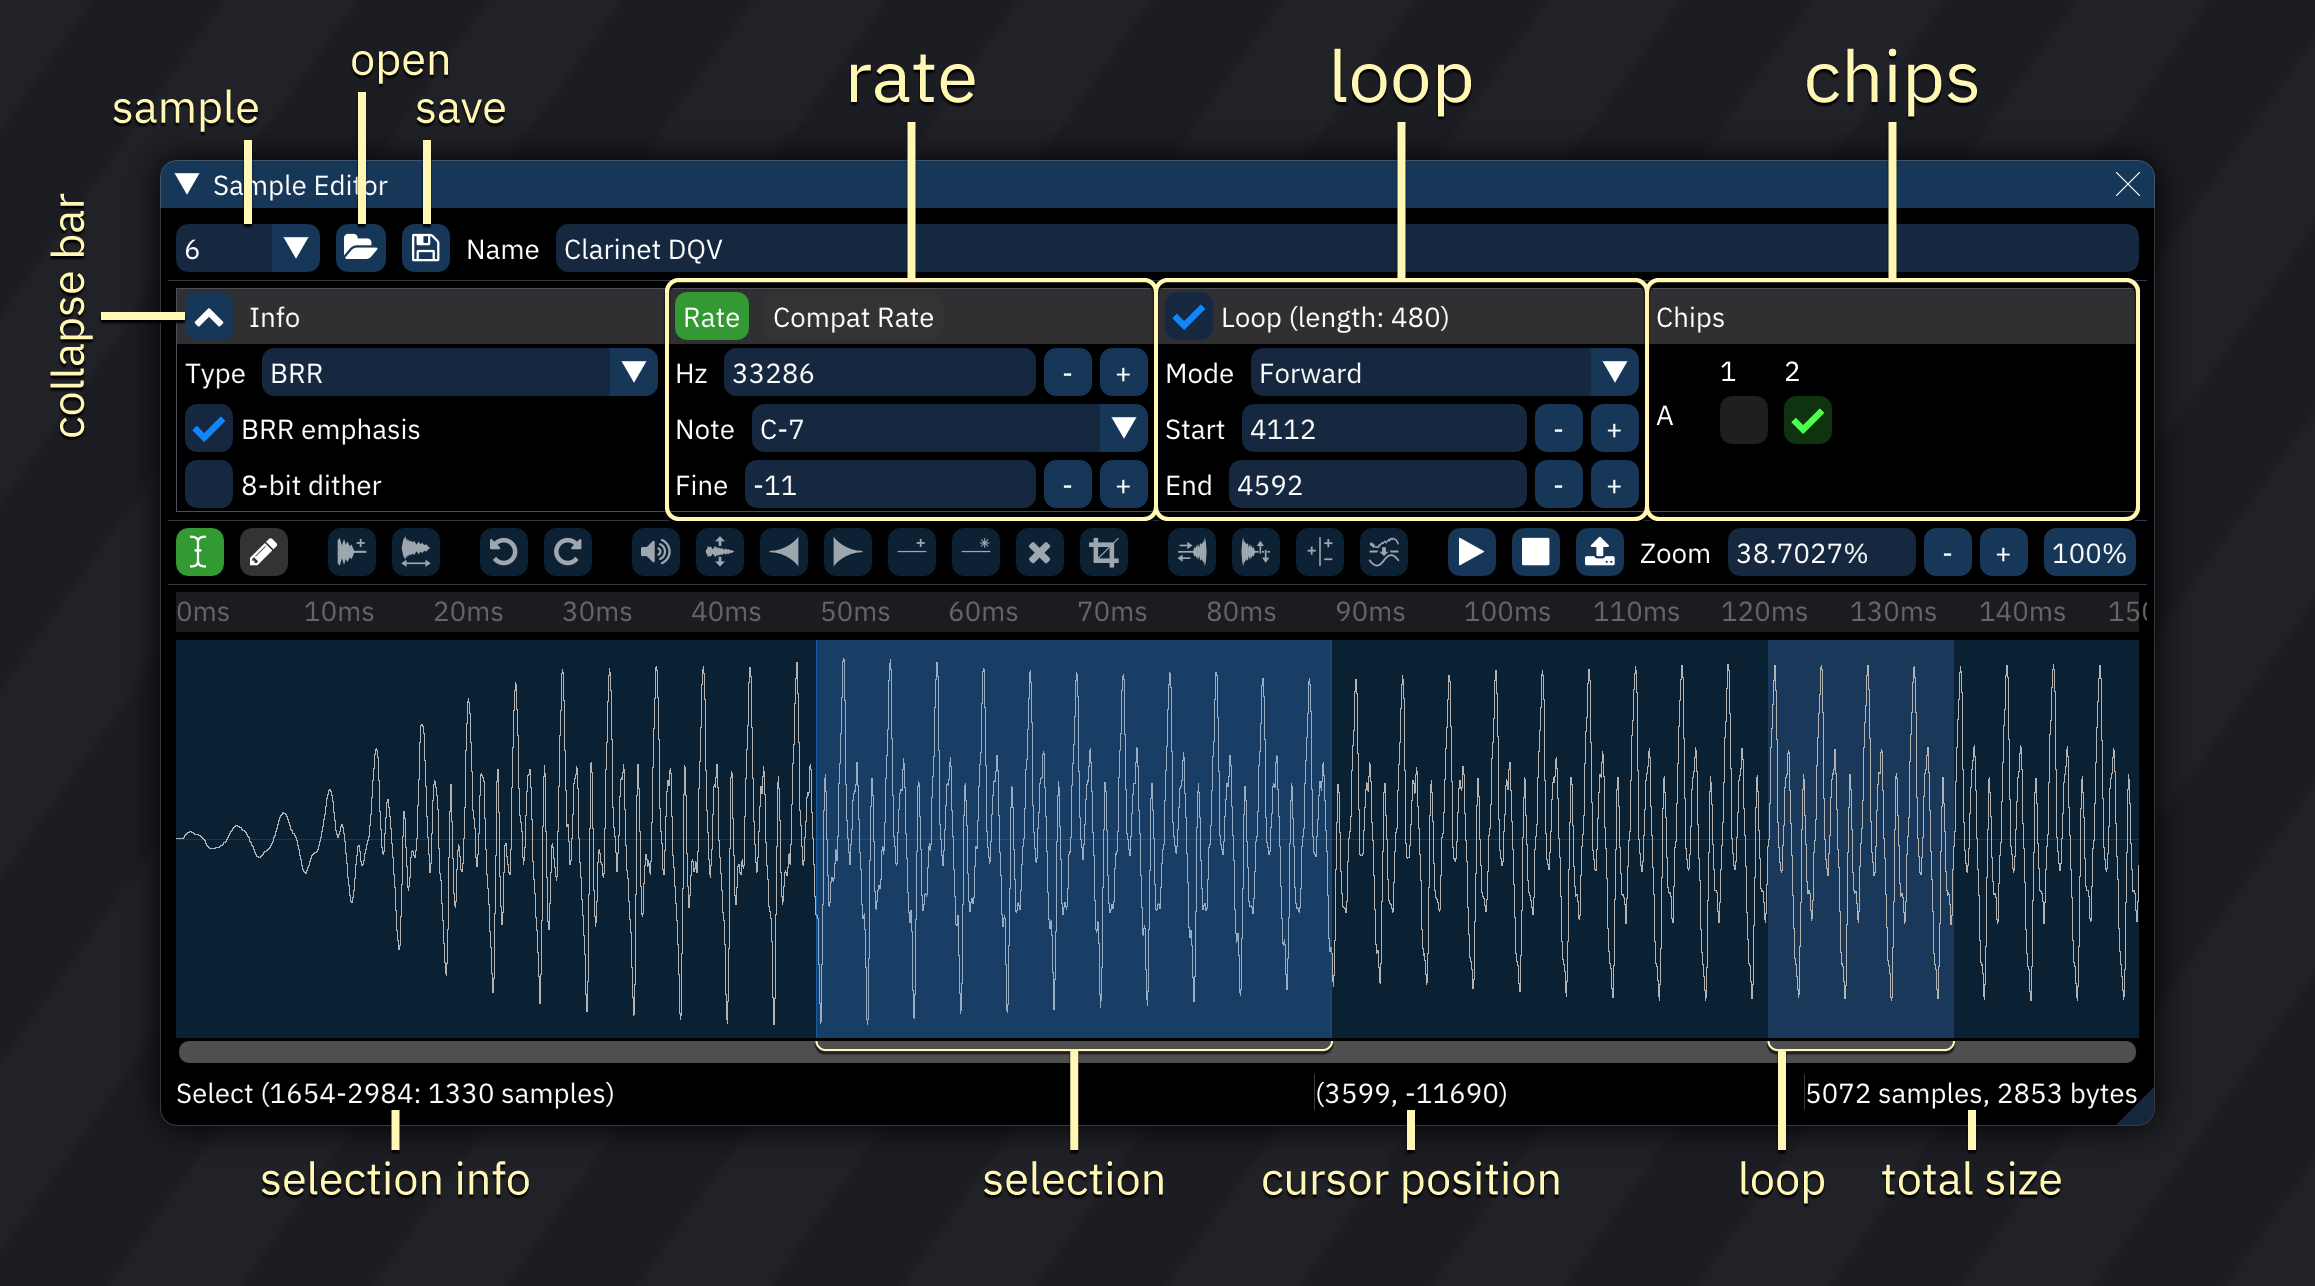 open
sample
save
rate
loop
chips
collapse bar
Sample Editor
6
Name
Clarinet DQV
Info
Type
BRR
BRR emphasis
8-bit dither
Rate
Compat Rate
Hz
33286
-
+
Note
C-7
Fine
-11
-
+
Loop (length: 480)
Mode
Forward
Start
4112
-
+
End
4592
-
+
Chips
1 2
A
Zoom
38.7027%
-
+
100%
0ms 10ms 20ms 30ms 40ms 50ms 60ms 70ms 80ms 90ms 100ms 110ms 120ms 130ms 140ms 150
Select (1654-2984: 1330 samples)
(3599, -11690)
5072 samples, 2853 bytes
selection info
selection
cursor position
loop
total size